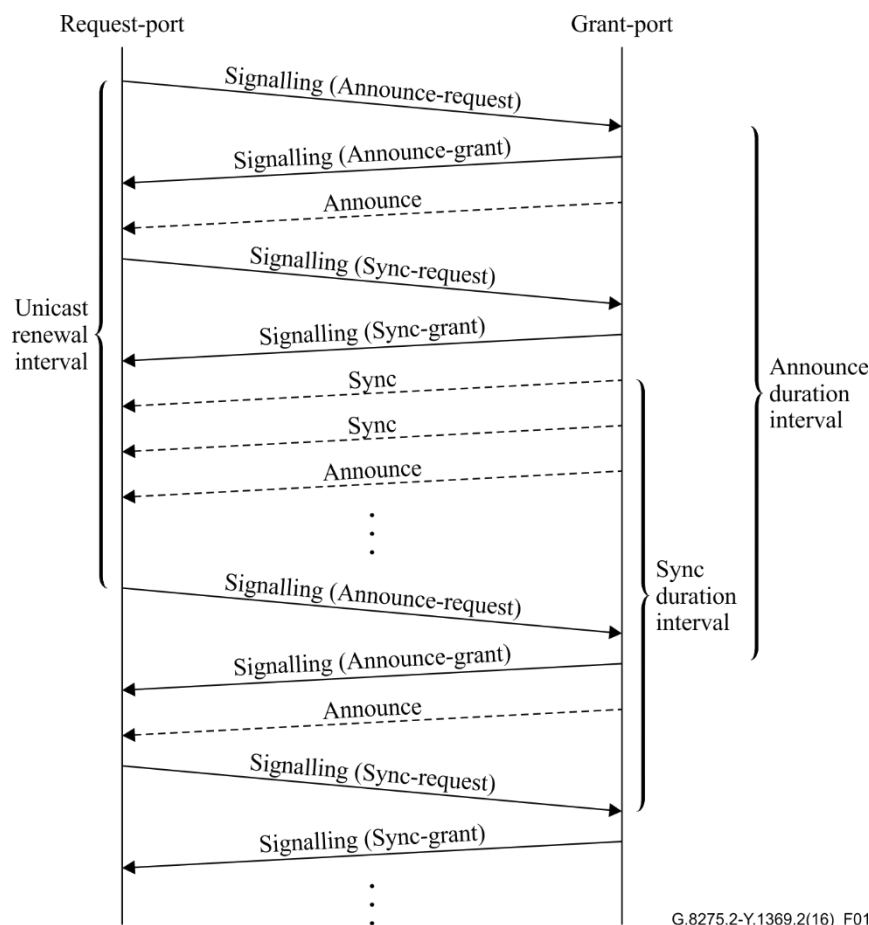 Request-port
Grant-port
Signalling (Announce-request)
Signalling (Announce-grant)
Announce
Signalling (Sync-request)
Unicast
renewal
interval
Signalling (Sync-grant)
Sync
Sync
Announce
Announce
duration
interval
Signalling (Announce-request)
Sync
duration
interval
Signalling (Announce-grant)
Announce
Signalling (Sync-request)
Signalling (Sync-grant)
G.8275.2-Y.1369.2(16)_F01